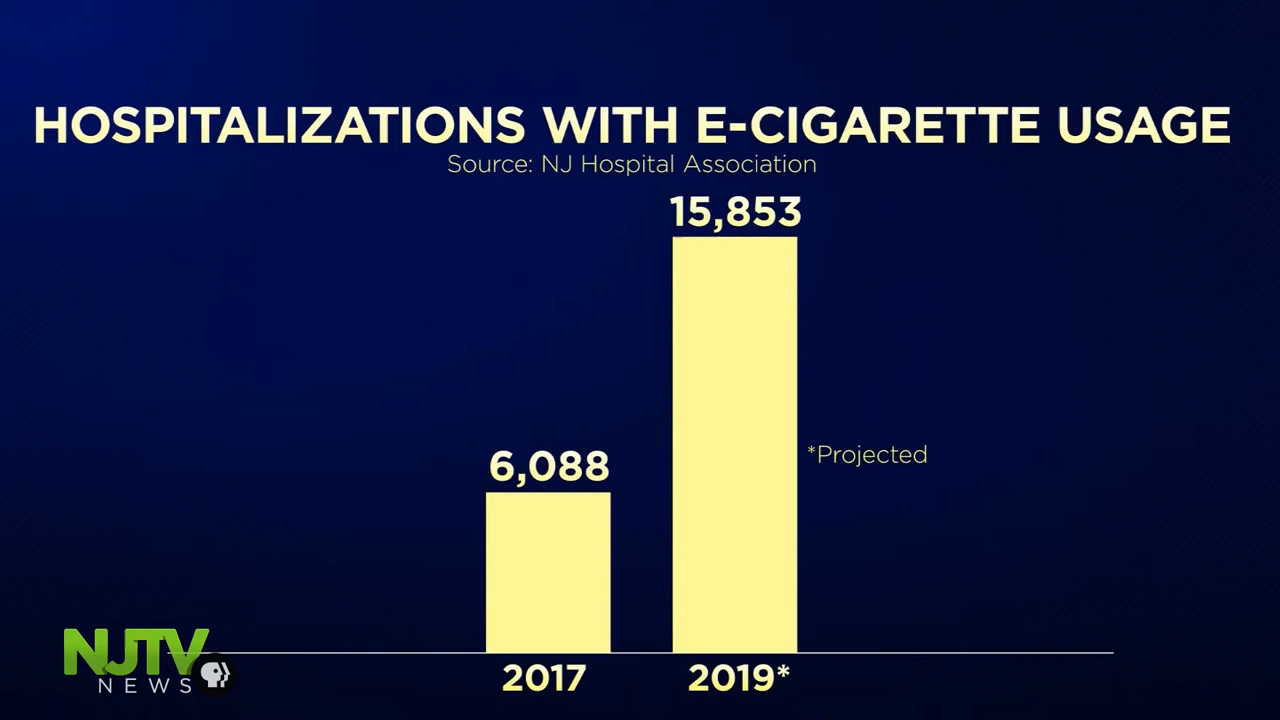 HOSPITALIZATIONS WITH E-CIGARETTE USAGE
Source: NJ Hospital Association
15,853
6,088
*Projected
2017 2019*
NJTV
NEWS